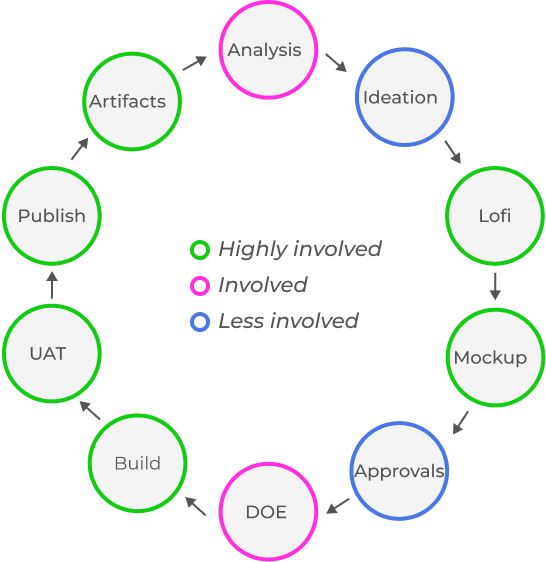 Analysis
Ideation
Lofi
Mockup
Approvals
DOE
Build
UAT
Publish
Artifacts
Highly involved
Involved
Less involved